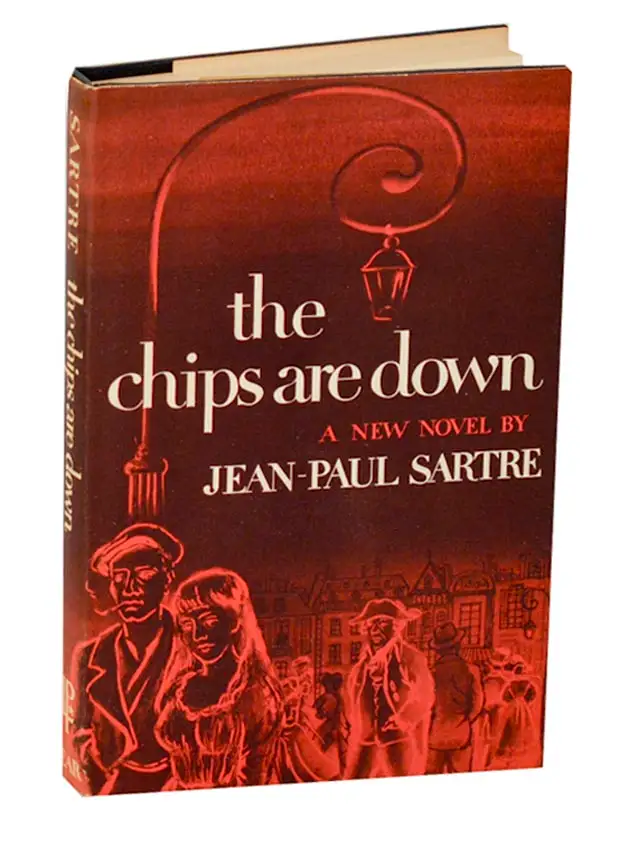 the
chips are down
A NEW NOVEL BY
JEAN-PAUL SARTRE
SARTRE the chips are down